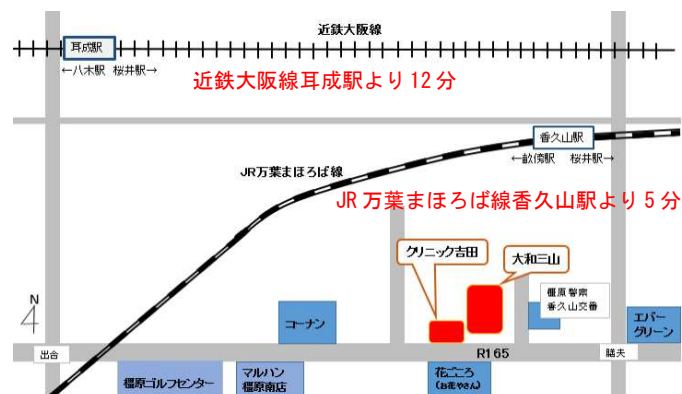 近鉄大阪線
耳成駅
←八木駅 桜井駅→
近鉄大阪線耳成駅より12分
香久山駅
←畝傍駅 桜井駅→
JR万葉まほろば線
JR万葉まほろば線香久山駅より5分
クリニック吉田
大和三山
橿原警察
香久山交番
N
コーナン
エバー
グリーン
出合
R165
膳夫
橿原ゴルフセンター
マルハン
橿原南店
花ごころ
(お花やさん)